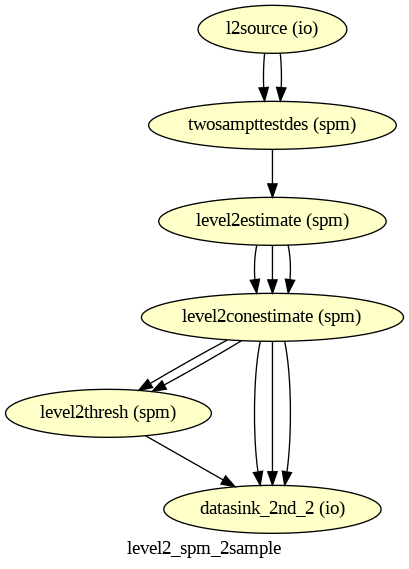 l2source (io)
twosampttestdes (spm)
level2estimate (spm)
level2conestimate (spm)
level2thresh (spm)
datasink_2nd_2 (io)
level2_spm_2sample